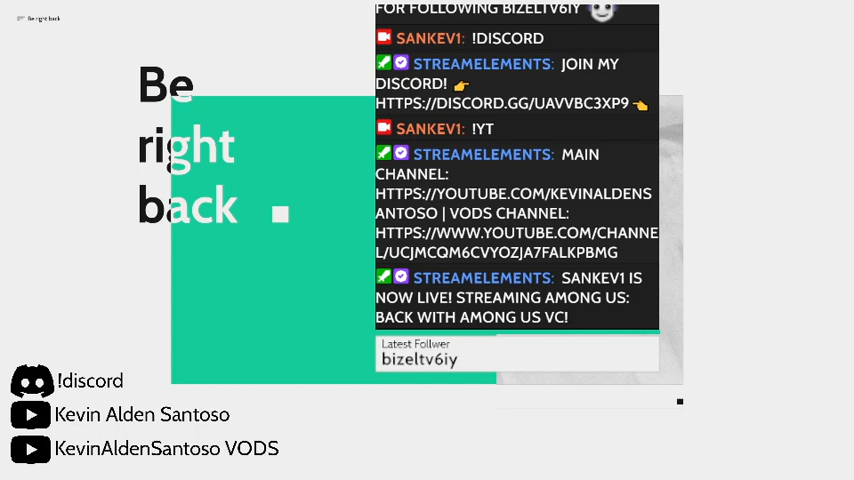 Be right back
Be
right
back
FOR FOLLOWING BIZELTV6IY
SANKEV1: !DISCORD
STREAMELEMENTS: JOIN MY
DISCORD! 👉
HTTPS://DISCORD.GG/UAVVBC3XP9 👈
SANKEV1: !YT
STREAMELEMENTS: MAIN
CHANNEL:
HTTPS://YOUTUBE.COM/KEVINALDENS
ANTOSO | VODS CHANNEL:
HTTPS://WWW.YOUTUBE.COM/CHANNE
L/UCJMCQM6CVYOZJA7FALKPBMG
STREAMELEMENTS: SANKEV1 IS
NOW LIVE! STREAMING AMONG US:
BACK WITH AMONG US VC!
Latest Follwer
bizeltv6iy
!discord
Kevin Alden Santoso
KevinAldenSantoso VODS